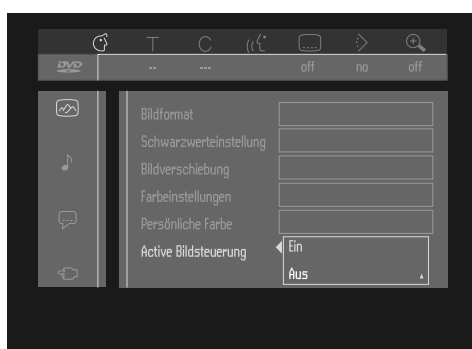 T C
DVD -- --- off no off
Bildformat
Schwarzwerteinstellung
Bildverschiebung
Farbeinstellungen
Persönliche Farbe
Active Bildsteuerung Ein
Aus